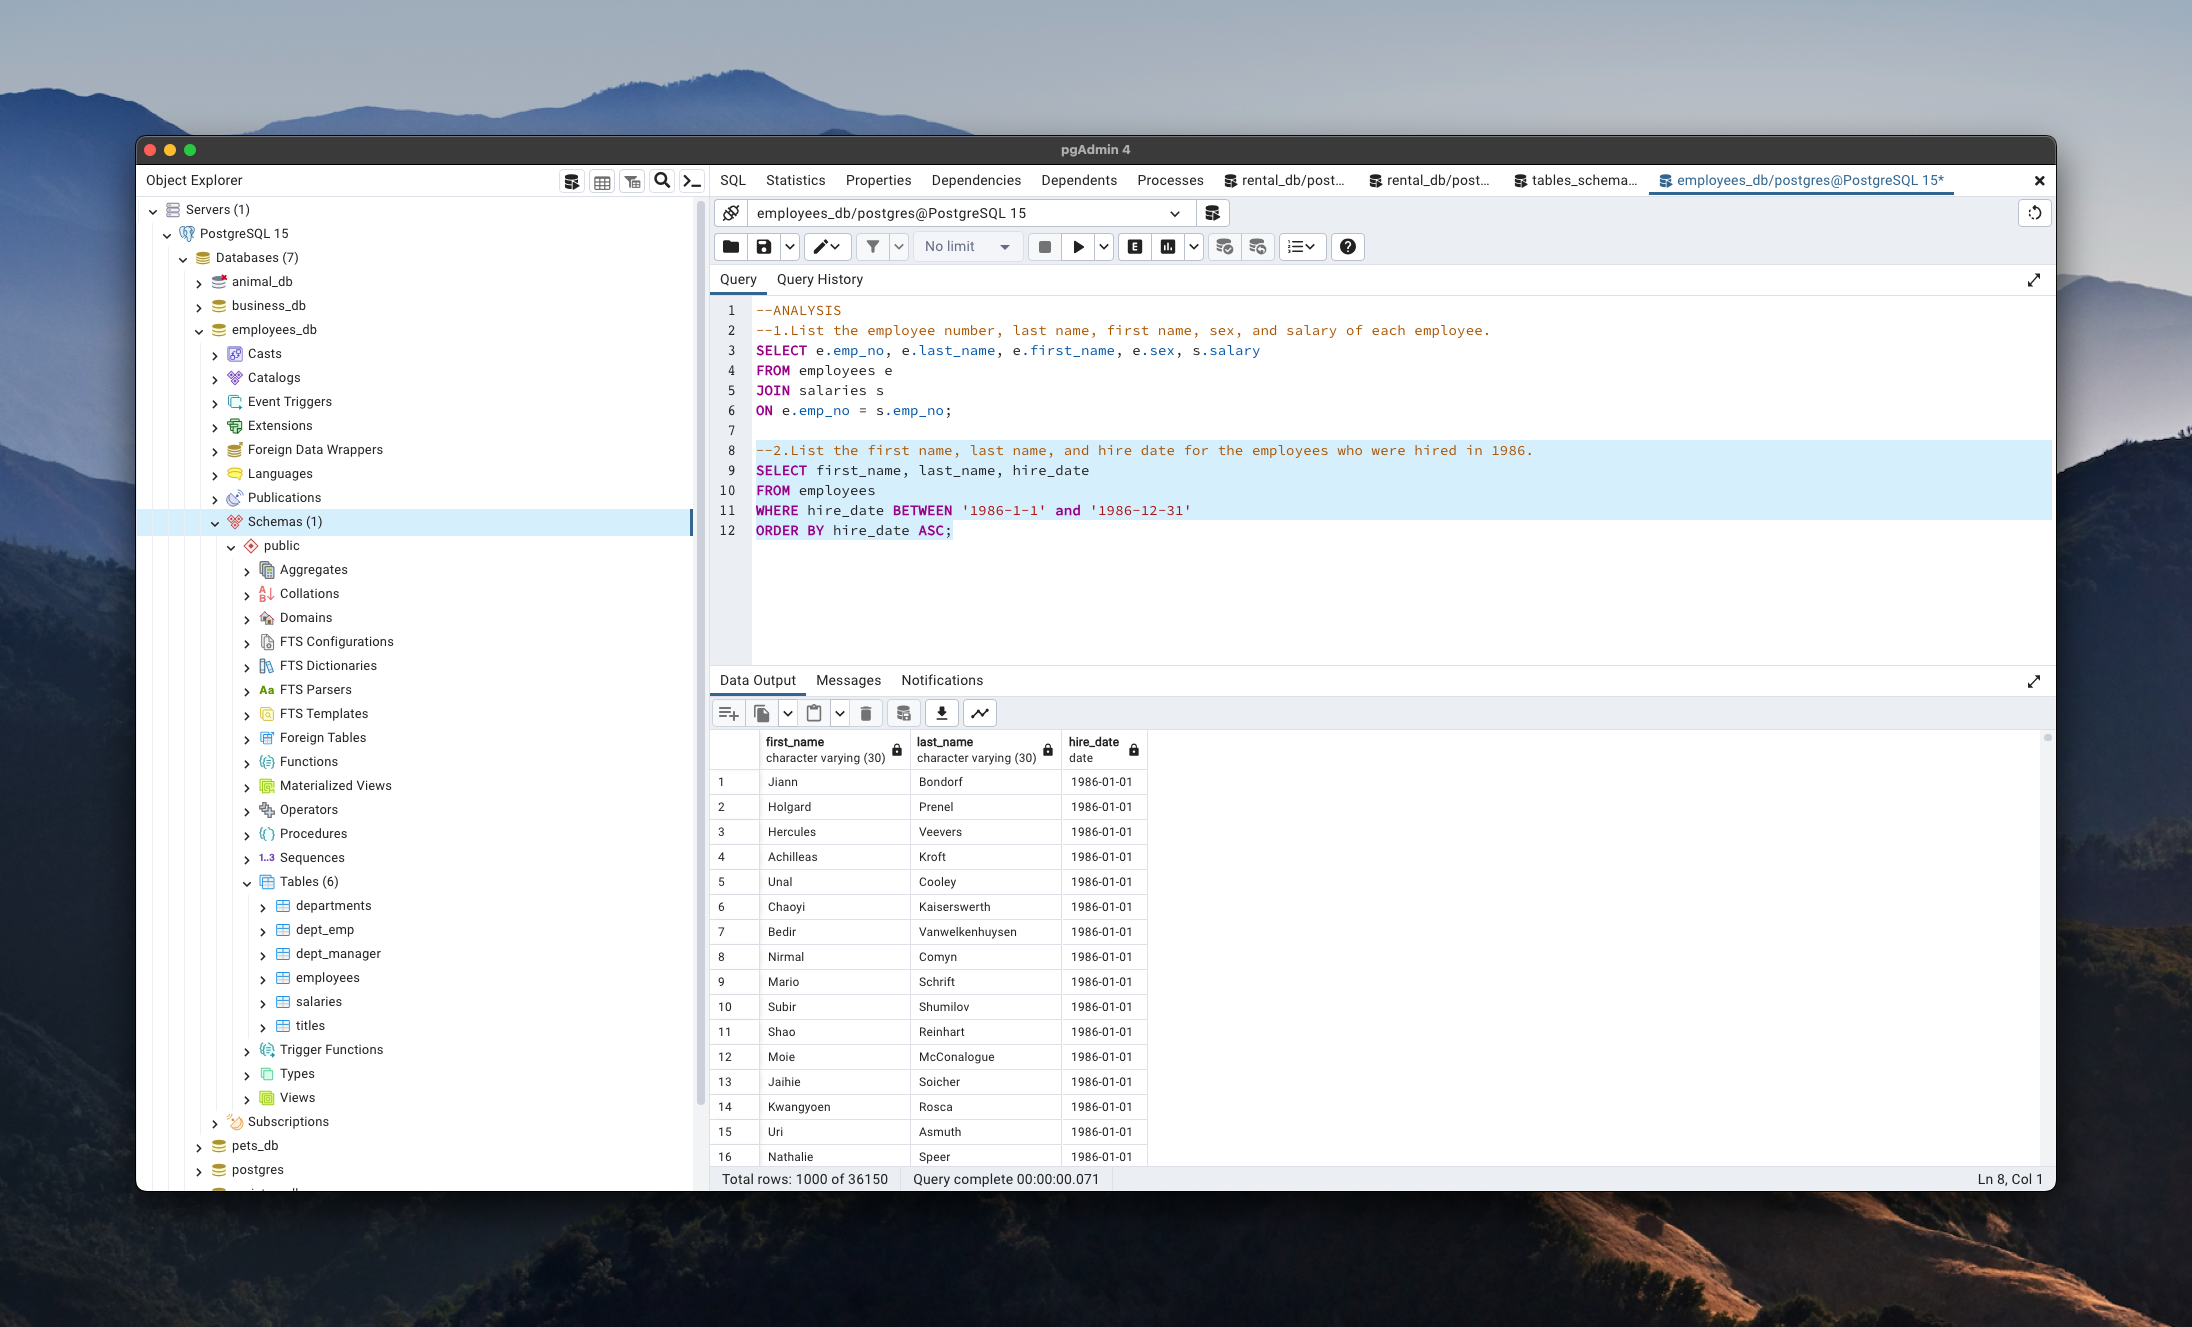 pgAdmin 4
Object Explorer
SQL Statistics Properties Dependencies Dependents Processes rental_db/post... rental_db/post... tables_schema... employees_db/postgres@PostgreSQL 15*
Servers (1)
PostgreSQL 15
Databases (7)
animal_db
business_db
employees_db
Casts
Catalogs
Event Triggers
Extensions
Foreign Data Wrappers
Languages
Publications
Schemas (1)
public
Aggregates
Collations
Domains
FTS Configurations
FTS Dictionaries
Aa FTS Parsers
FTS Templates
Foreign Tables
Functions
Materialized Views
Operators
Procedures
1..3 Sequences
Tables (6)
departments
dept_emp
dept_manager
employees
salaries
titles
Trigger Functions
Types
Views
Subscriptions
pets_db
postgres
employees_db/postgres@PostgreSQL 15
No limit
E
Query Query History
1 --ANALYSIS
2 --1.List the employee number, last name, first name, sex, and salary of each employee.
3 SELECT e.emp_no, e.last_name, e.first_name, e.sex, s.salary
4 FROM employees e
5 JOIN salaries s
6 ON e.emp_no = s.emp_no;
7
8 --2.List the first name, last name, and hire date for the employees who were hired in 1986.
9 SELECT first_name, last_name, hire_date
10 FROM employees
11 WHERE hire_date BETWEEN '1986-1-1' and '1986-12-31'
12 ORDER BY hire_date ASC;
Data Output Messages Notifications
first_name last_name hire_date
character varying (30) character varying (30) date
1 Jiann Bondorf 1986-01-01
2 Holgard Prenel 1986-01-01
3 Hercules Veevers 1986-01-01
4 Achilleas Kroft 1986-01-01
5 Unal Cooley 1986-01-01
6 Chaoyi Kaiserswerth 1986-01-01
7 Bedir Vanwelkenhuysen 1986-01-01
8 Nirmal Comyn 1986-01-01
9 Mario Schrift 1986-01-01
10 Subir Shumilov 1986-01-01
11 Shao Reinhart 1986-01-01
12 Moie McConalogue 1986-01-01
13 Jaihie Soicher 1986-01-01
14 Kwangyoen Rosca 1986-01-01
15 Uri Asmuth 1986-01-01
16 Nathalie Speer 1986-01-01
Total rows: 1000 of 36150 Query complete 00:00:00.071 Ln 8, Col 1